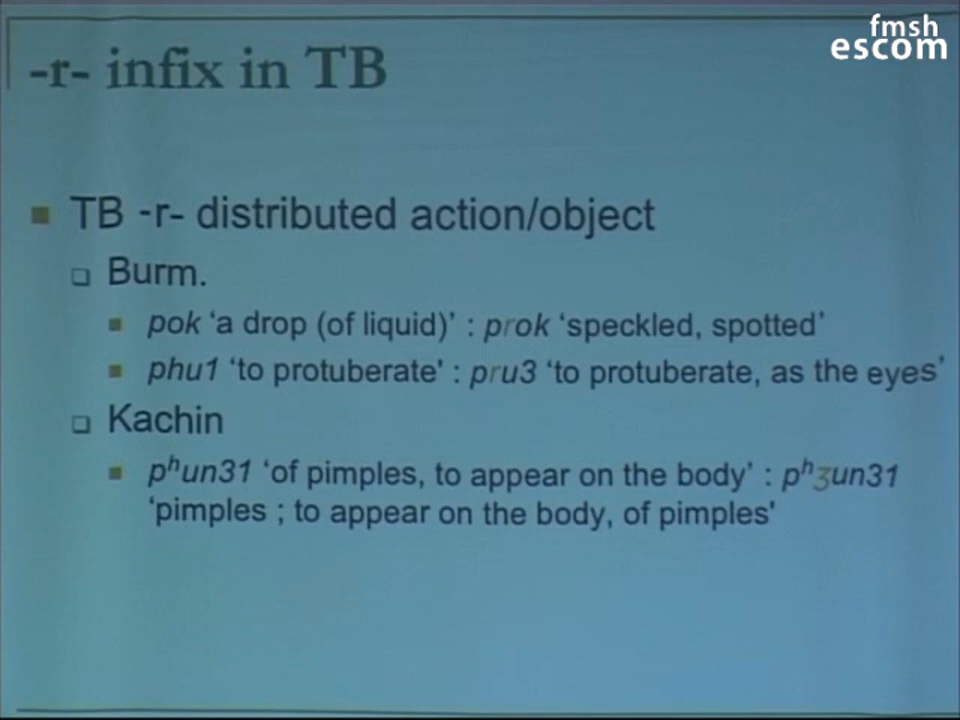 fmsh
escom
-r- infix in TB
TB -r- distributed action/object
Burm.
pok ‘a drop (of liquid)’ : prok ‘speckled, spotted’
phu1 ‘to protuberate' : pru3 ‘to protuberate, as the eyes’
Kachin
pʰun31 ‘of pimples, to appear on the body’ : pʰʒun31
‘pimples ; to appear on the body, of pimples'